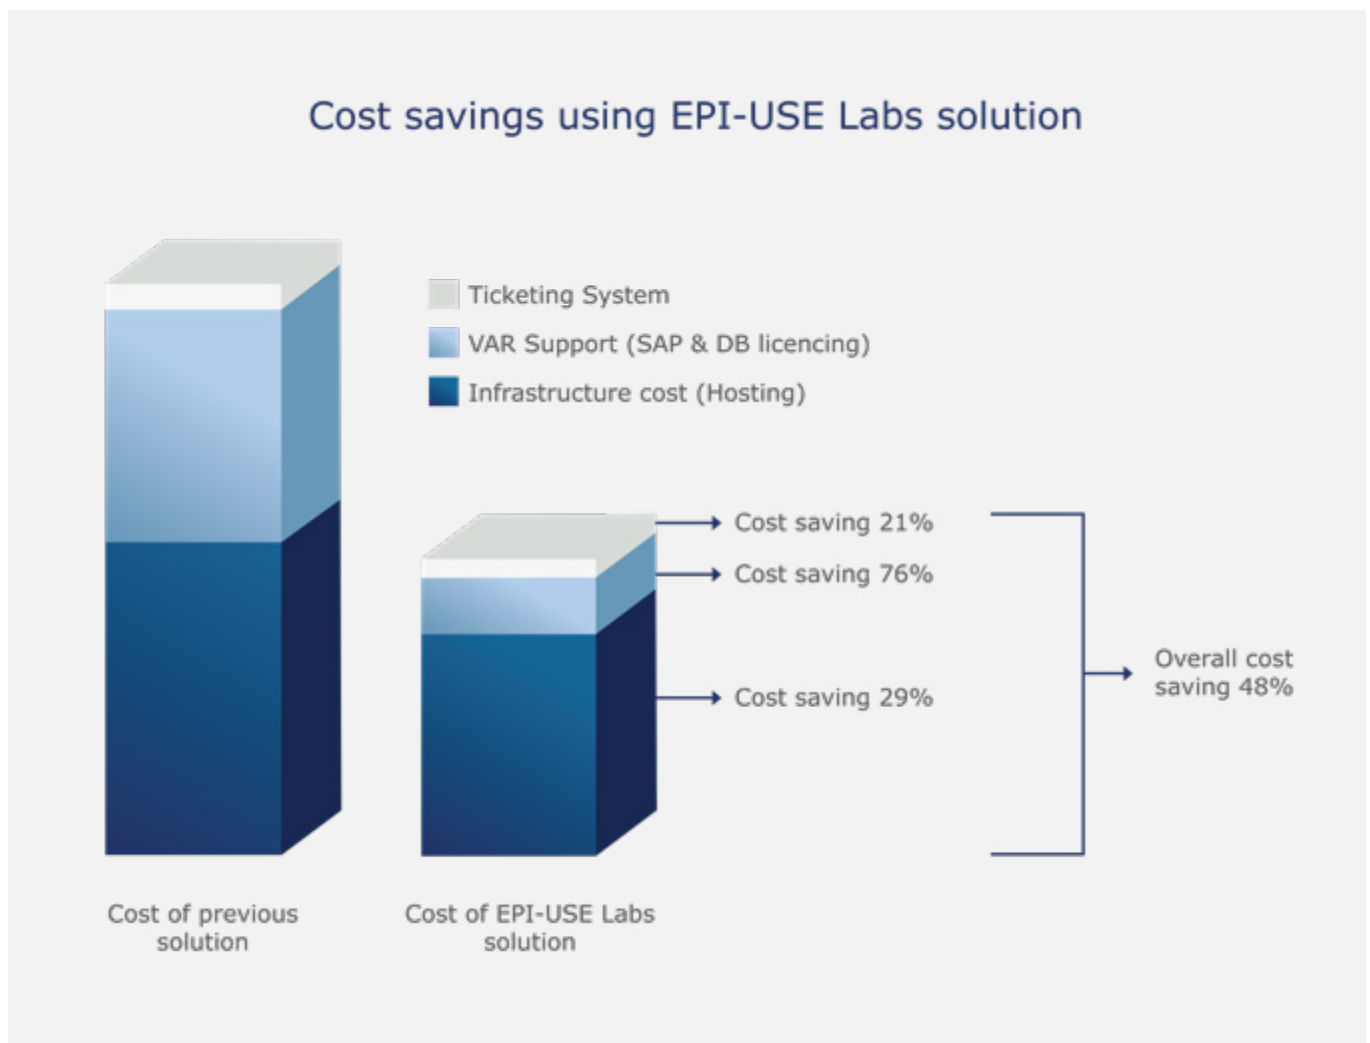 Cost savings using EPI-USE Labs solution
Ticketing System
VAR Support (SAP & DB licencing)
Infrastructure cost (Hosting)
Cost saving 21%
Cost saving 76%
Cost saving 29%
Overall cost
saving 48%
Cost of previous
solution
Cost of EPI-USE Labs
solution